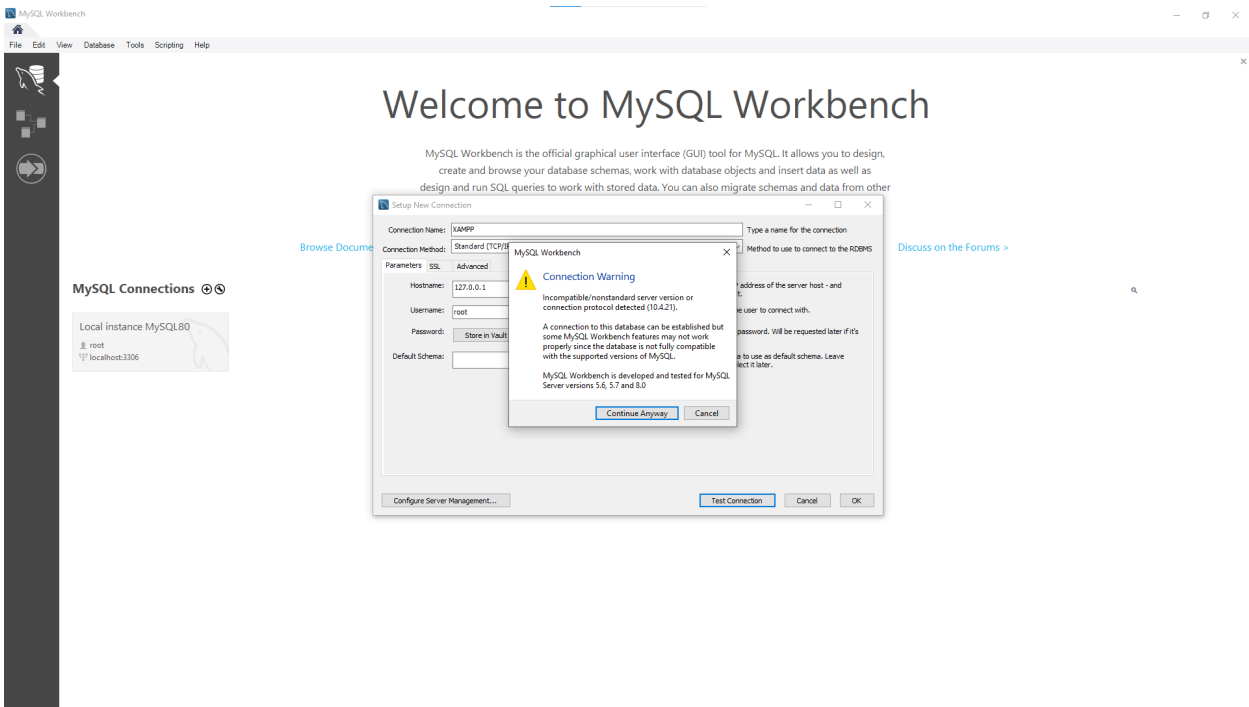 MySQL Workbench
File Edit View Database Tools Scripting Help
Welcome to MySQL Workbench
MySQL Workbench is the official graphical user interface (GUI) tool for MySQL. It allows you to design,
create and browse your database schemas, work with database objects and insert data as well as
design and run SQL queries to work with stored data. You can also migrate schemas and data from other
Browse Docume
Discuss on the Forums >
MySQL Connections
Local instance MySQL80
root
localhost:3306
Setup New Connection
Connection Name: XAMPP Type a name for the connection
Connection Method: Standard (TCP/IP Method to use to connect to the RDBMS
Parameters SSL Advanced
Hostname: 127.0.0.1 address of the server host - and
t.
Username: root e user to connect with.
Password: Store in Vault password. Will be requested later if it's
Default Schema: a to use as default schema. Leave
lect it later.
MySQL Workbench
Connection Warning
Incompatible/nonstandard server version or
connection protocol detected (10.4.21).
A connection to this database can be established but
some MySQL Workbench features may not work
properly since the database is not fully compatible
with the supported versions of MySQL.
MySQL Workbench is developed and tested for MySQL
Server versions 5.6, 5.7 and 8.0
Continue Anyway Cancel
Configure Server Management... Test Connection Cancel OK